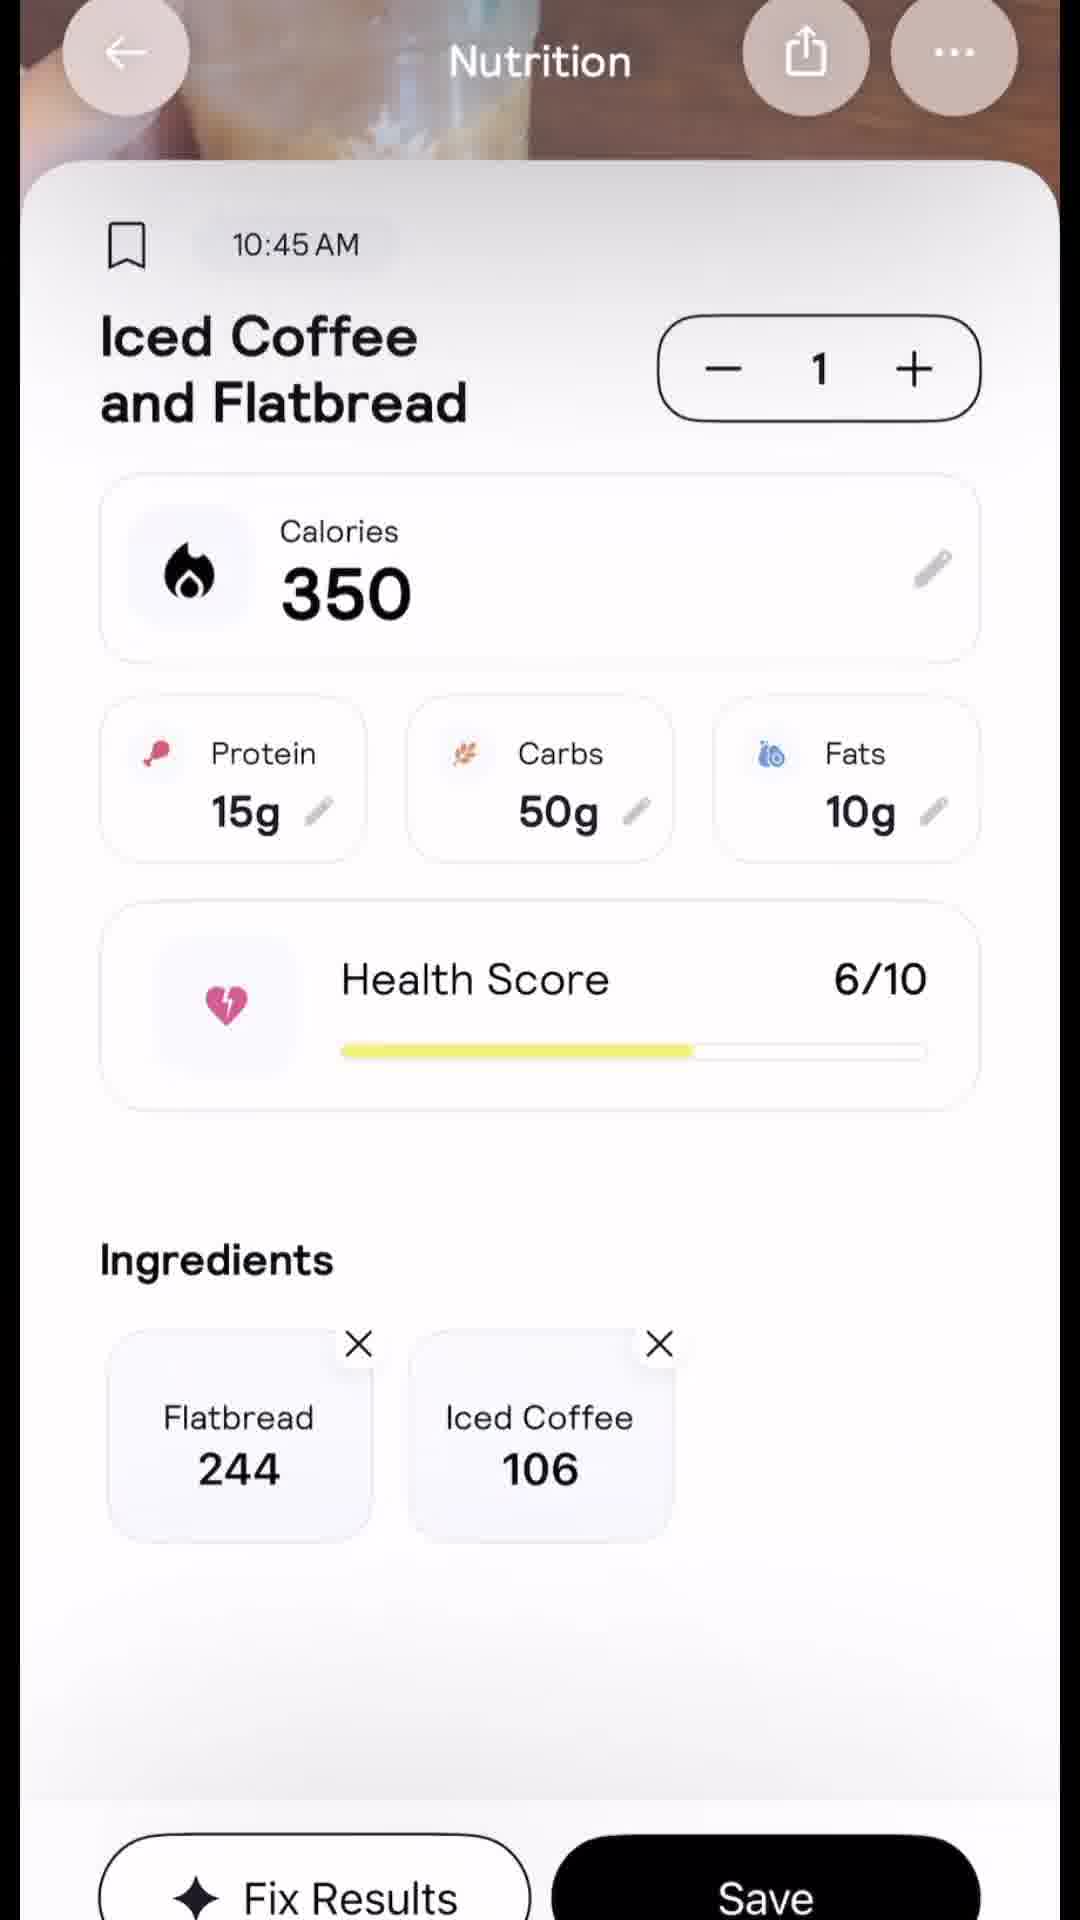 Nutrition
10:45 AM
Iced Coffee
and Flatbread
1
Calories
350
Protein
15g
Carbs
50g
Fats
10g
Health Score
6/10
Ingredients
Flatbread
244
Iced Coffee
106
Fix Results
Save